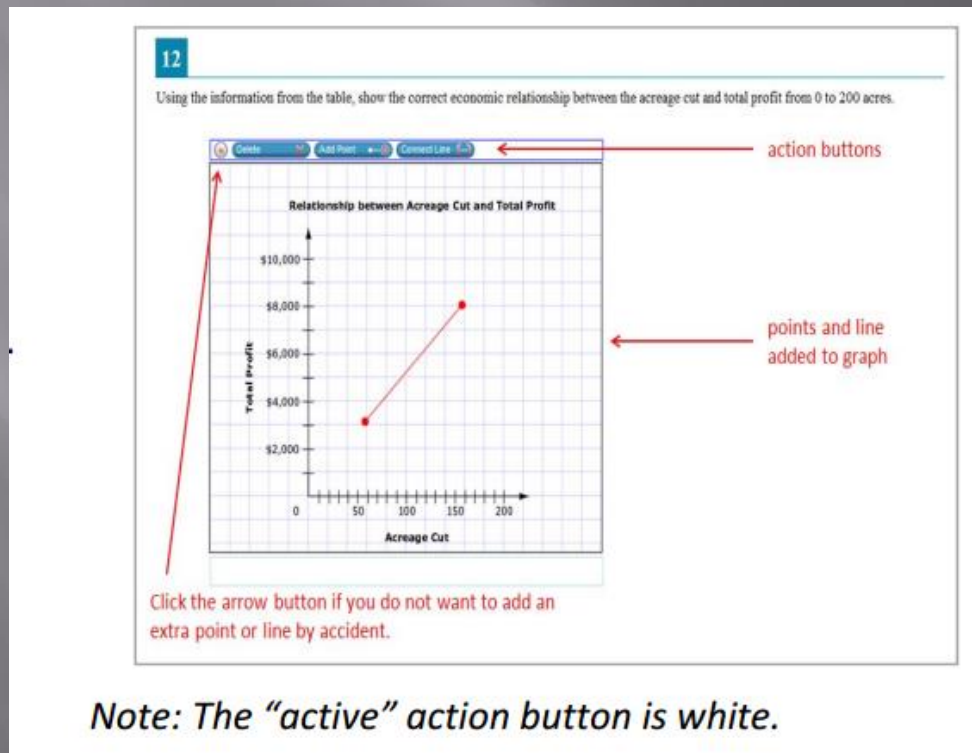 12
Using the information from the table, show the correct economic relationship between the acreage cut and total profit from 0 to 200 acres.
Delete Add Point Connect Line
action buttons
Relationship between Acreage Cut and Total Profit
$10,000
$8,000
$6,000
$4,000
$2,000
Total Profit
0 50 100 150 200
Acreage Cut
points and line
added to graph
Click the arrow button if you do not want to add an
extra point or line by accident.
Note: The “active” action button is white.